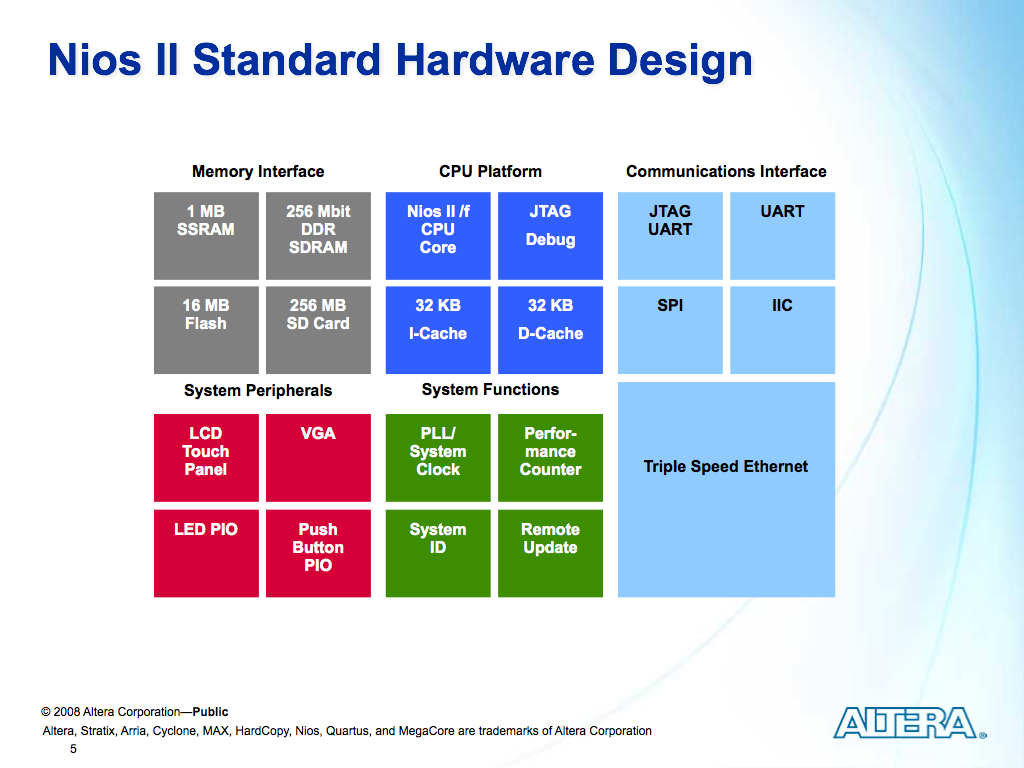 Nios II Standard Hardware Design
Memory Interface
1 MB
SSRAM
256 Mbit
DDR
SDRAM
16 MB
Flash
256 MB
SD Card
CPU Platform
Nios II /f
CPU
Core
JTAG
Debug
32 KB
I-Cache
32 KB
D-Cache
Communications Interface
JTAG
UART
UART
SPI
IIC
Triple Speed Ethernet
System Peripherals
LCD
Touch
Panel
VGA
LED PIO
Push
Button
PIO
System Functions
PLL/
System
Clock
Perfor-
mance
Counter
System
ID
Remote
Update
© 2008 Altera Corporation—Public
Altera, Stratix, Arria, Cyclone, MAX, HardCopy, Nios, Quartus, and MegaCore are trademarks of Altera Corporation
5
ALTERA®